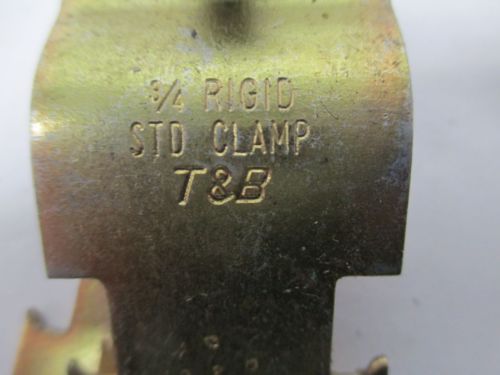 3/4 RIGID
STD CLAMP
T&B